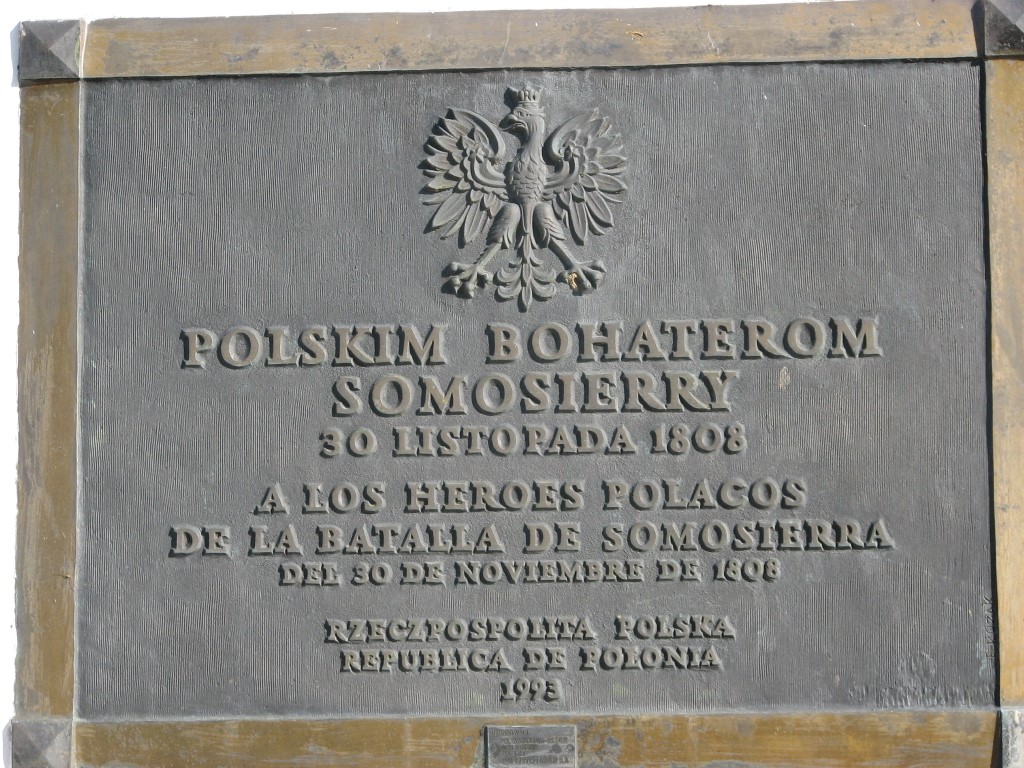 POLSKIM BOHATEROM
SOMOSIERRY
30 LISTOPADA 1808
A LOS HEROES POLACOS
DE LA BATALLA DE SOMOSIERRA
DEL 30 DE NOVIEMBRE DE 1808
RZECZPOSPOLITA POLSKA
REPUBLICA DE POLONIA
1993